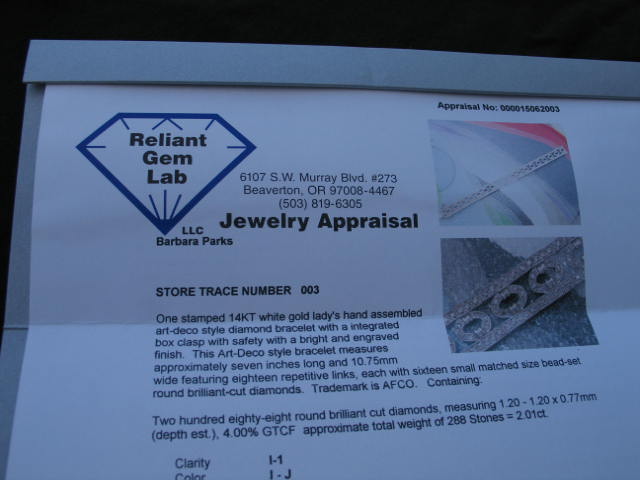 Appraisal No: 000015062003
Reliant
Gem
Lab
LLC
Barbara Parks
6107 S.W. Murray Blvd. #273
Beaverton, OR 97008-4467
(503) 819-6305
Jewelry Appraisal
STORE TRACE NUMBER 003
One stamped 14KT white gold lady's hand assembled
art-deco style diamond bracelet with a integrated
box clasp with safety with a bright and engraved
finish. This Art-Deco style bracelet measures
approximately seven inches long and 10.75mm
wide featuring eighteen repetitive links, each with sixteen small matched size bead-set
round brilliant-cut diamonds. Trademark is AFCO. Containing:
Two hundred eighty-eight round brilliant cut diamonds, measuring 1.20 - 1.20 x 0.77mm
(depth est.), 4.00% GTCF approximate total weight of 288 Stones = 2.01ct.
Clarity I-1
Color I - J